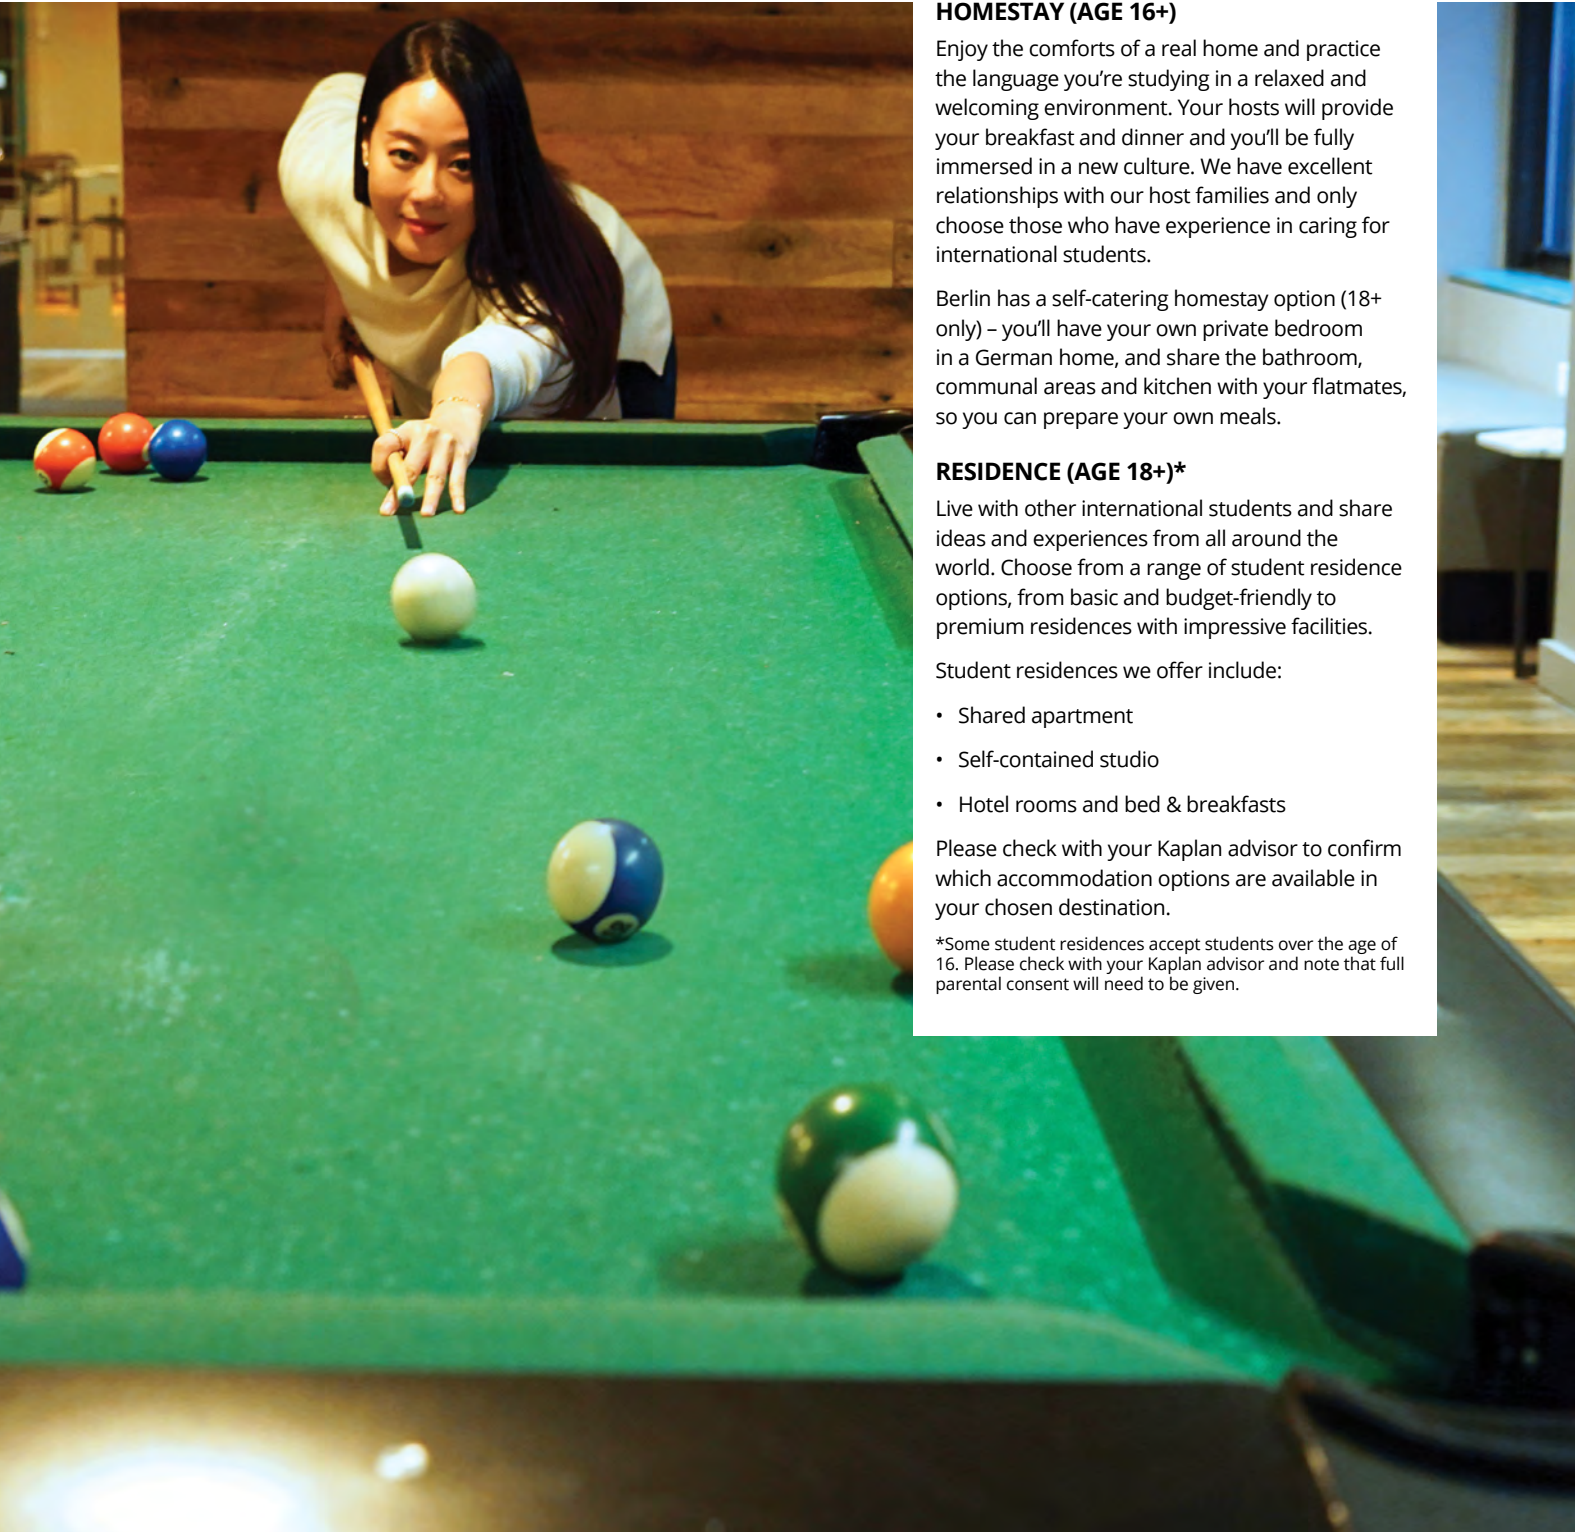 HOMESTAY (AGE 16+)
Enjoy the comforts of a real home and practice
the language you're studying in a relaxed and
welcoming environment. Your hosts will provide
your breakfast and dinner and you'll be fully
immersed in a new culture. We have excellent
relationships with our host families and only
choose those who have experience in caring for
international students.
Berlin has a self-catering homestay option (18+
only) – you'll have your own private bedroom
in a German home, and share the bathroom,
communal areas and kitchen with your flatmates,
so you can prepare your own meals.
RESIDENCE (AGE 18+)*
Live with other international students and share
ideas and experiences from all around the
world. Choose from a range of student residence
options, from basic and budget-friendly to
premium residences with impressive facilities.
Student residences we offer include:
• Shared apartment
• Self-contained studio
• Hotel rooms and bed & breakfasts
Please check with your Kaplan advisor to confirm
which accommodation options are available in
your chosen destination.
*Some student residences accept students over the age of
16. Please check with your Kaplan advisor and note that full
parental consent will need to be given.